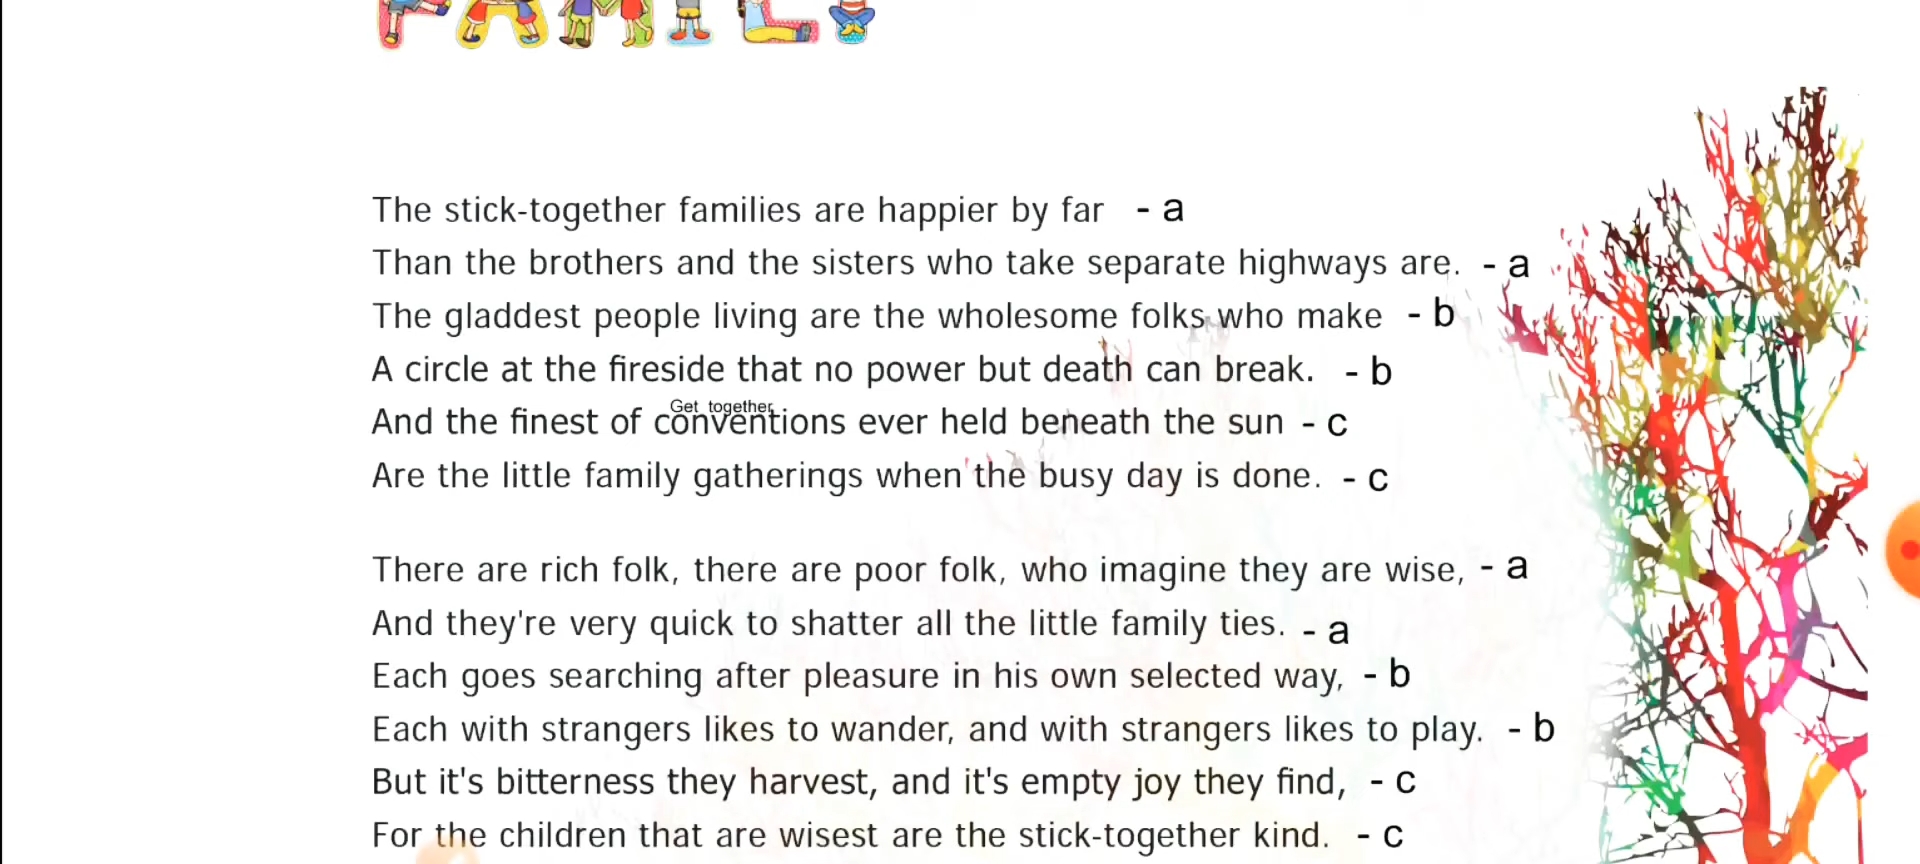 FAMILY
The stick-together families are happier by far - a
Than the brothers and the sisters who take separate highways are. - a
The gladdest people living are the wholesome folks who make - b
A circle at the fireside that no power but death can break. - b
Get together
And the finest of conventions ever held beneath the sun - c
Are the little family gatherings when the busy day is done. - c
There are rich folk, there are poor folk, who imagine they are wise, - a
And they're very quick to shatter all the little family ties. - a
Each goes searching after pleasure in his own selected way, - b
Each with strangers likes to wander, and with strangers likes to play. - b
But it's bitterness they harvest, and it's empty joy they find, - c
For the children that are wisest are the stick-together kind. - c